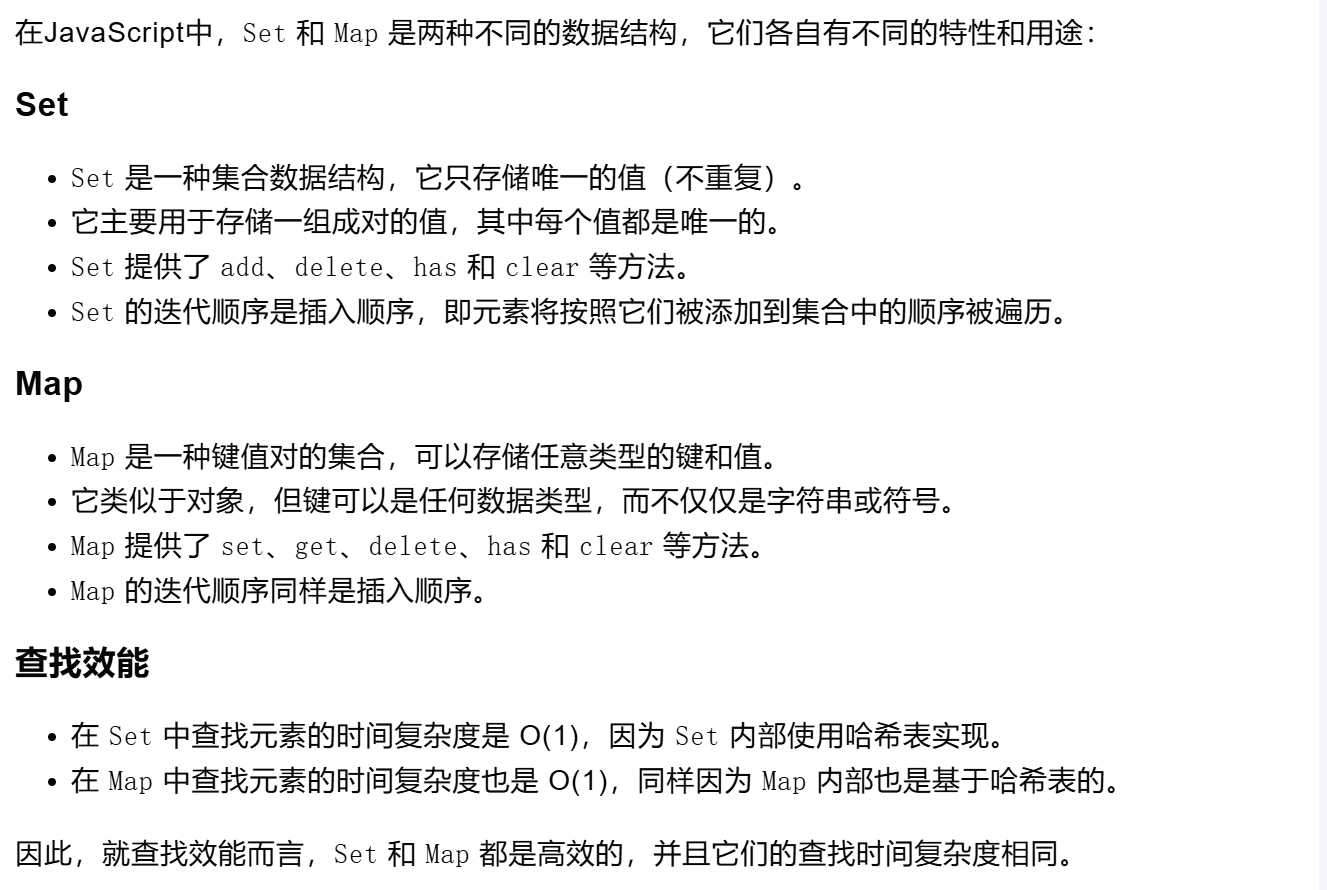 在JavaScript中，Set 和 Map 是两种不同的数据结构，它们各自有不同的特性和用途：
Set
• Set 是一种集合数据结构，它只存储唯一的值（不重复）。
• 它主要用于存储一组成对的值，其中每个值都是唯一的。
• Set 提供了 add、delete、has 和 clear 等方法。
• Set 的迭代顺序是插入顺序，即元素将按照它们被添加到集合中的顺序被遍历。
Map
• Map 是一种键值对的集合，可以存储任意类型的键和值。
• 它类似于对象，但键可以是任何数据类型，而不仅仅是字符串或符号。
• Map 提供了 set、get、delete、has 和 clear 等方法。
• Map 的迭代顺序同样是插入顺序。
查找效能
• 在 Set 中查找元素的时间复杂度是 O(1)，因为 Set 内部使用哈希表实现。
• 在 Map 中查找元素的时间复杂度也是 O(1)，同样因为 Map 内部也是基于哈希表的。
因此，就查找效能而言，Set 和 Map 都是高效的，并且它们的查找时间复杂度相同。